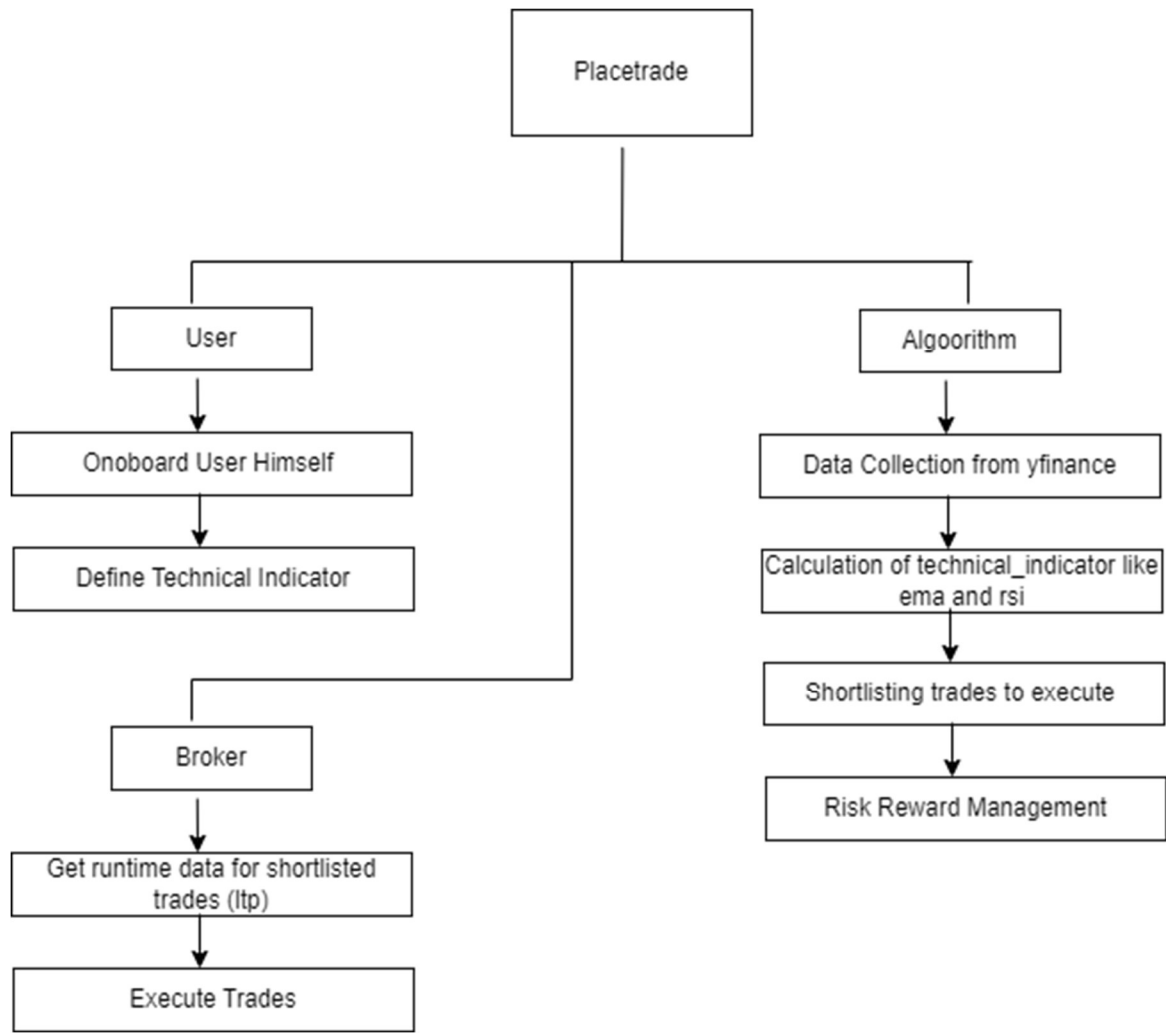 Placetrade
User
Onoboard User Himself
Define Technical Indicator
Broker
Get runtime data for shortlisted
trades (ltp)
Execute Trades
Algoorithm
Data Collection from yfinance
Calculation of technical_indicator like
ema and rsi
Shortlisting trades to execute
Risk Reward Management